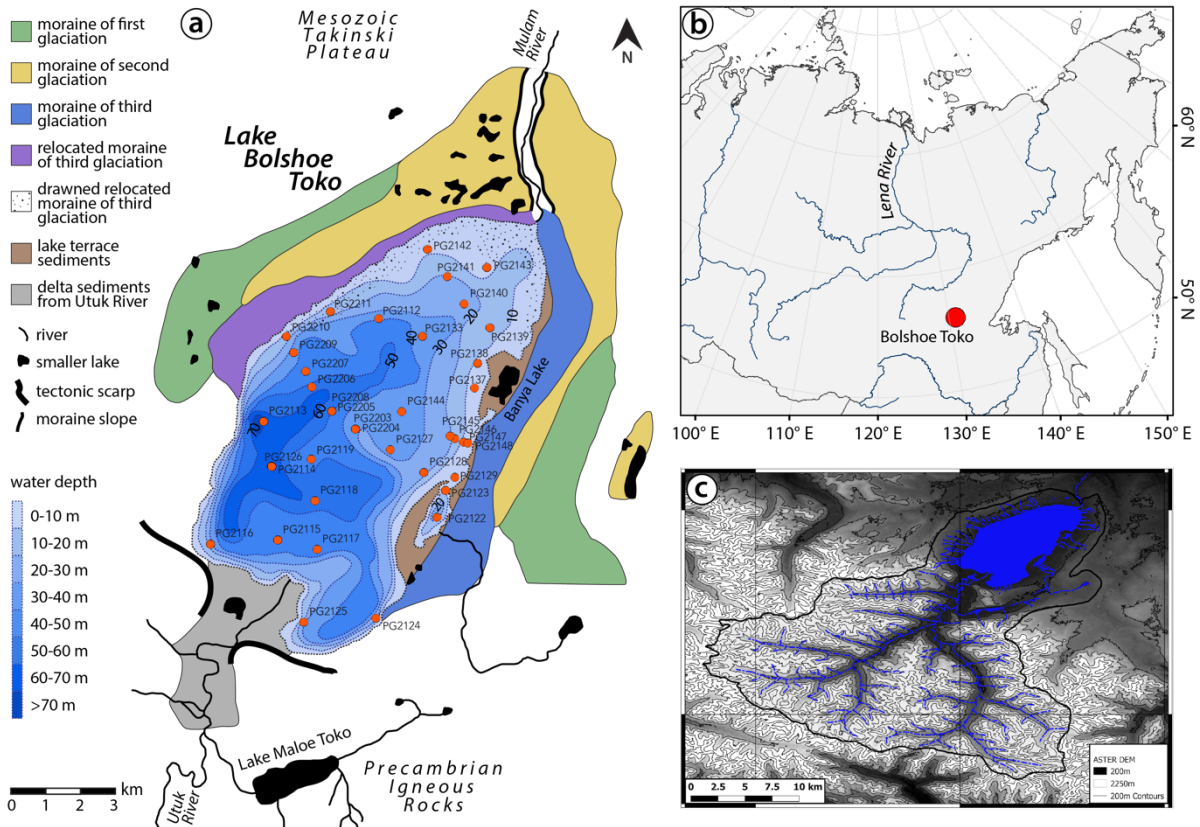 moraine of first
glaciation
moraine of second
glaciation
moraine of third
glaciation
relocated moraine
of third glaciation
drawned relocated
moraine of third
glaciation
lake terrace
sediments
delta sediments
from Utuk River
river
smaller lake
tectonic scarp
moraine slope
water depth
0-10 m
10-20 m
20-30 m
30-40 m
40-50 m
50-60 m
60-70 m
>70 m
0 1 2 3 km
a
Mesozoic
Takinski
Plateau
Mulam
River
N
Lake
Bolshoe
Toko
PG2142
PG2143
PG2141
PG2140
PG2211
PG2112
PG2133
PG2139
PG2210
PG2209
PG2138
PG2207
PG2206
PG2137
PG2208
PG2205
PG2144
PG2113
PG2203
PG2204
PG2145
PG2146
PG2147
PG2148
PG2127
PG2119
PG2126
PG2114
PG2128
PG2129
PG2123
PG2118
PG2122
PG2116
PG2115
PG2117
PG2125
PG2124
10
20
30
40
50
60
70
20
Banya Lake
Lake Maloe Toko
Utuk
River
Precambrian
Igneous
Rocks
b
Lena River
Bolshoe Toko
60° N
50° N
100° E
120° E
130° E
140° E
150° E
c
0 2.5 5 7.5 10 km
ASTER DEM
200m
2250m
200m Contours